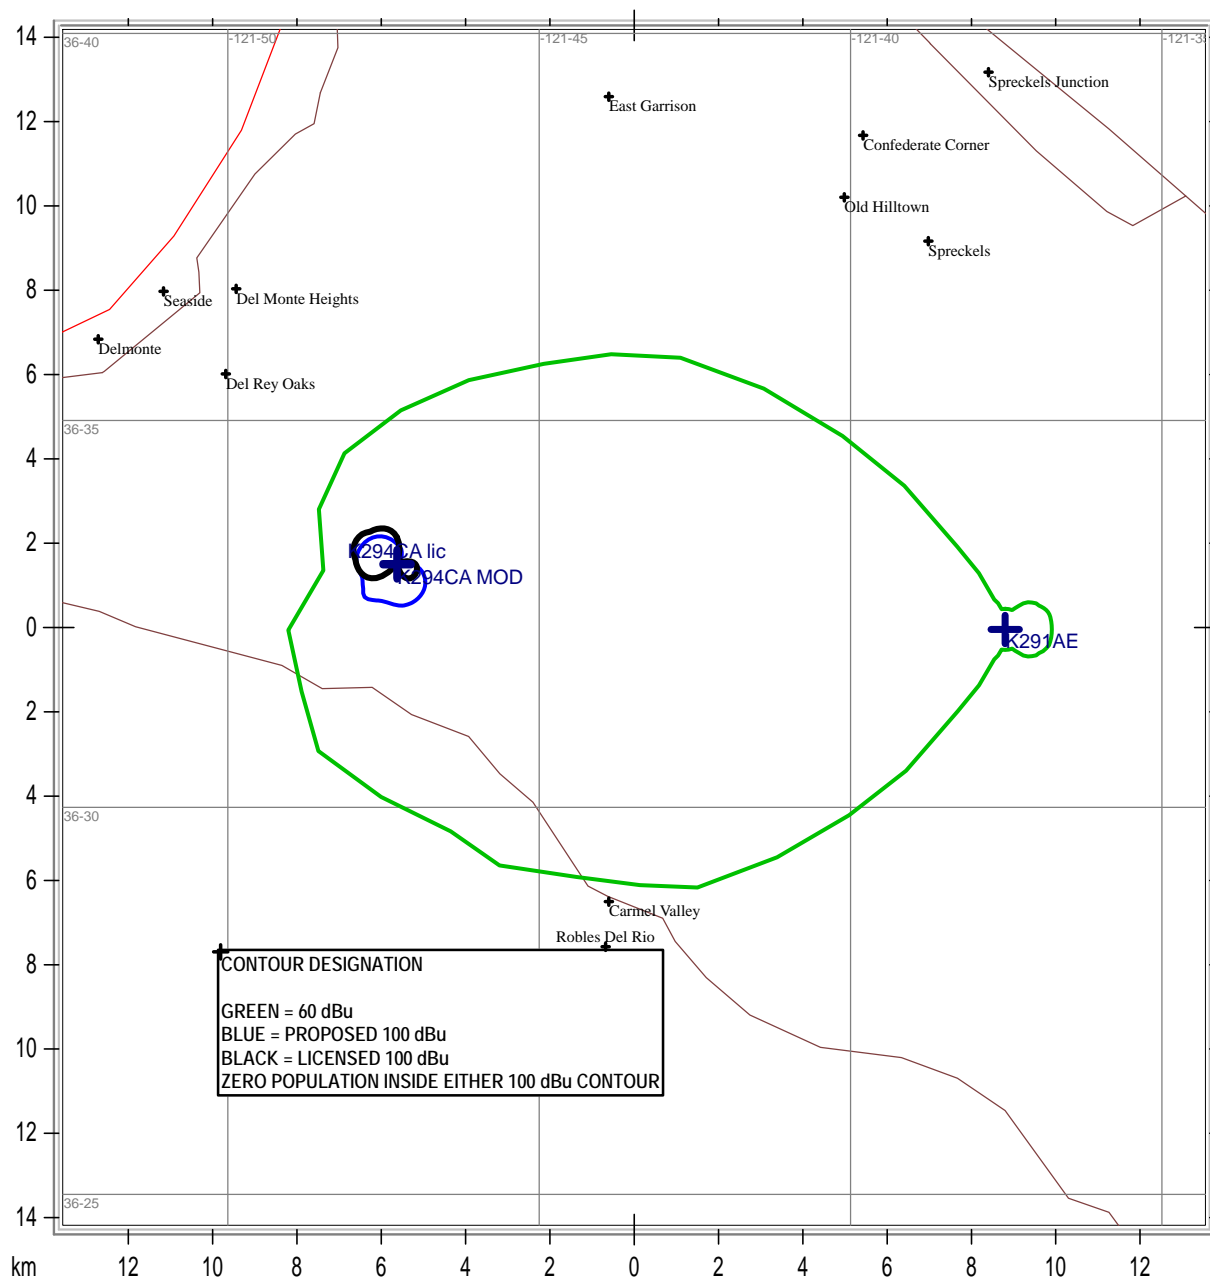 36-40
-121-50
-121-45
-121-40
-121-35
Spreckels Junction
East Garrison
Confederate Corner
Old Hilltown
Spreckels
Seaside
Del Monte Heights
Delmonte
Del Rey Oaks
36-35
K294CA lic
K294CA MOD
K291AE
36-30
Carmel Valley
Robles Del Rio
CONTOUR DESIGNATION
GREEN = 60 dBu
BLUE = PROPOSED 100 dBu
BLACK = LICENSED 100 dBu
ZERO POPULATION INSIDE EITHER 100 dBu CONTOUR
36-25
14
12
10
8
6
4
2
0
2
4
6
8
10
12
14
km 12 10 8 6 4 2 0 2 4 6 8 10 12